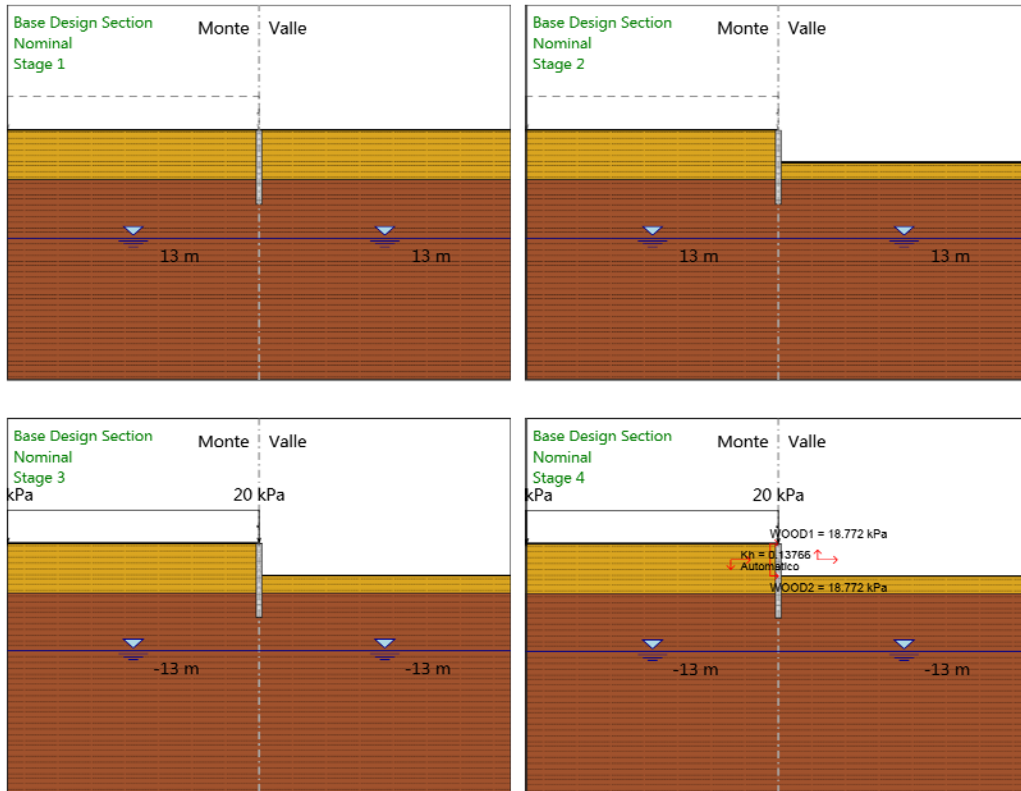 Base Design Section
Nominal
Stage 1
Monte
Valle
13 m
13 m
Base Design Section
Nominal
Stage 2
Monte
Valle
13 m
13 m
Base Design Section
Nominal
Stage 3
Monte
Valle
kPa
20 kPa
-13 m
-13 m
Base Design Section
Nominal
Stage 4
Monte
Valle
kPa
20 kPa
WOOD1 = 18.772 kPa
Kh = 0.13766
Automatico
WOOD2 = 18.772 kPa
-13 m
-13 m